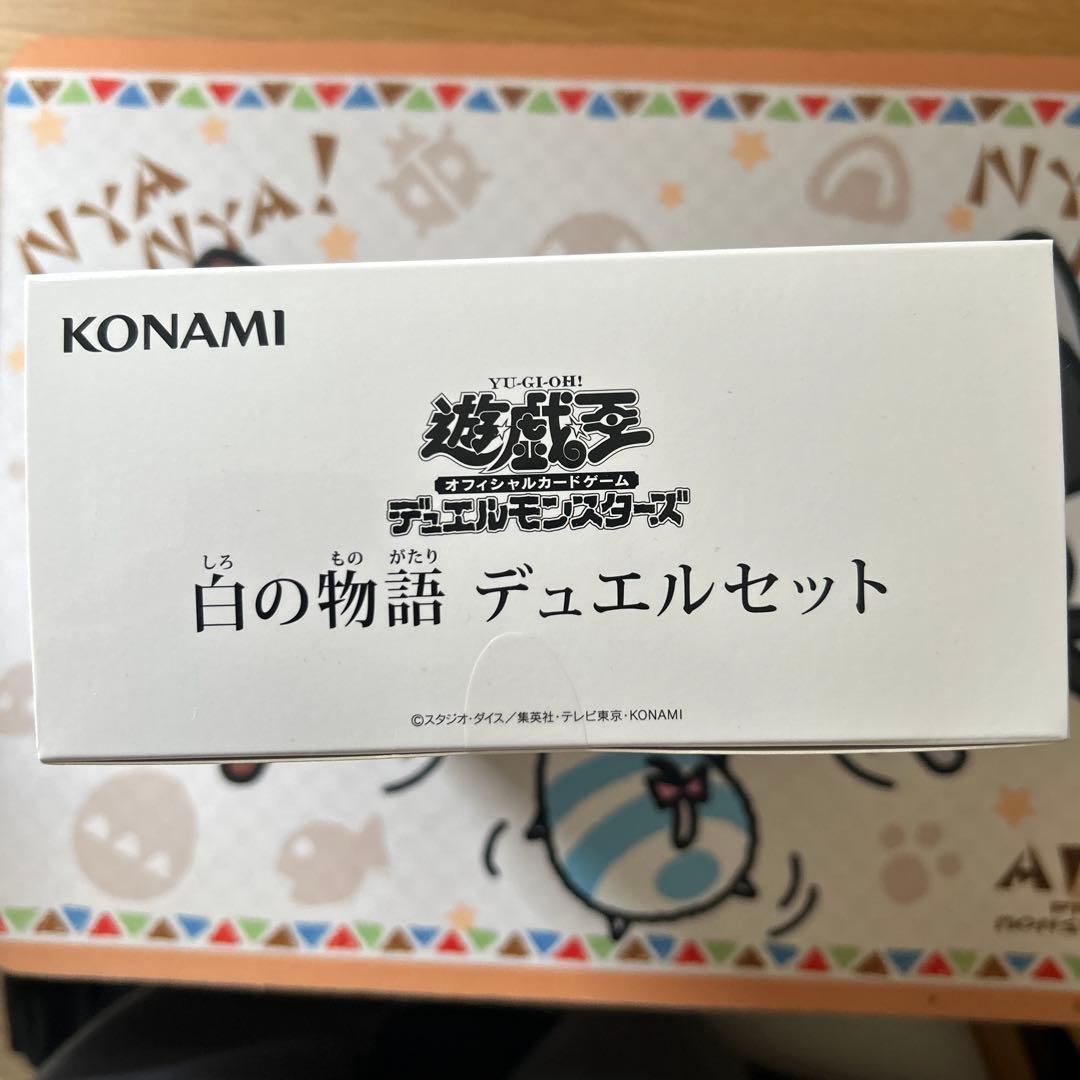 KONAMI
YU-GI-OH!
遊戯王
オフィシャルカードゲーム
デュエルモンスターズ
しろ もの がたり
白の物語 デュエルセット
©スタジオ・ダイス／集英社・テレビ東京・KONAMI